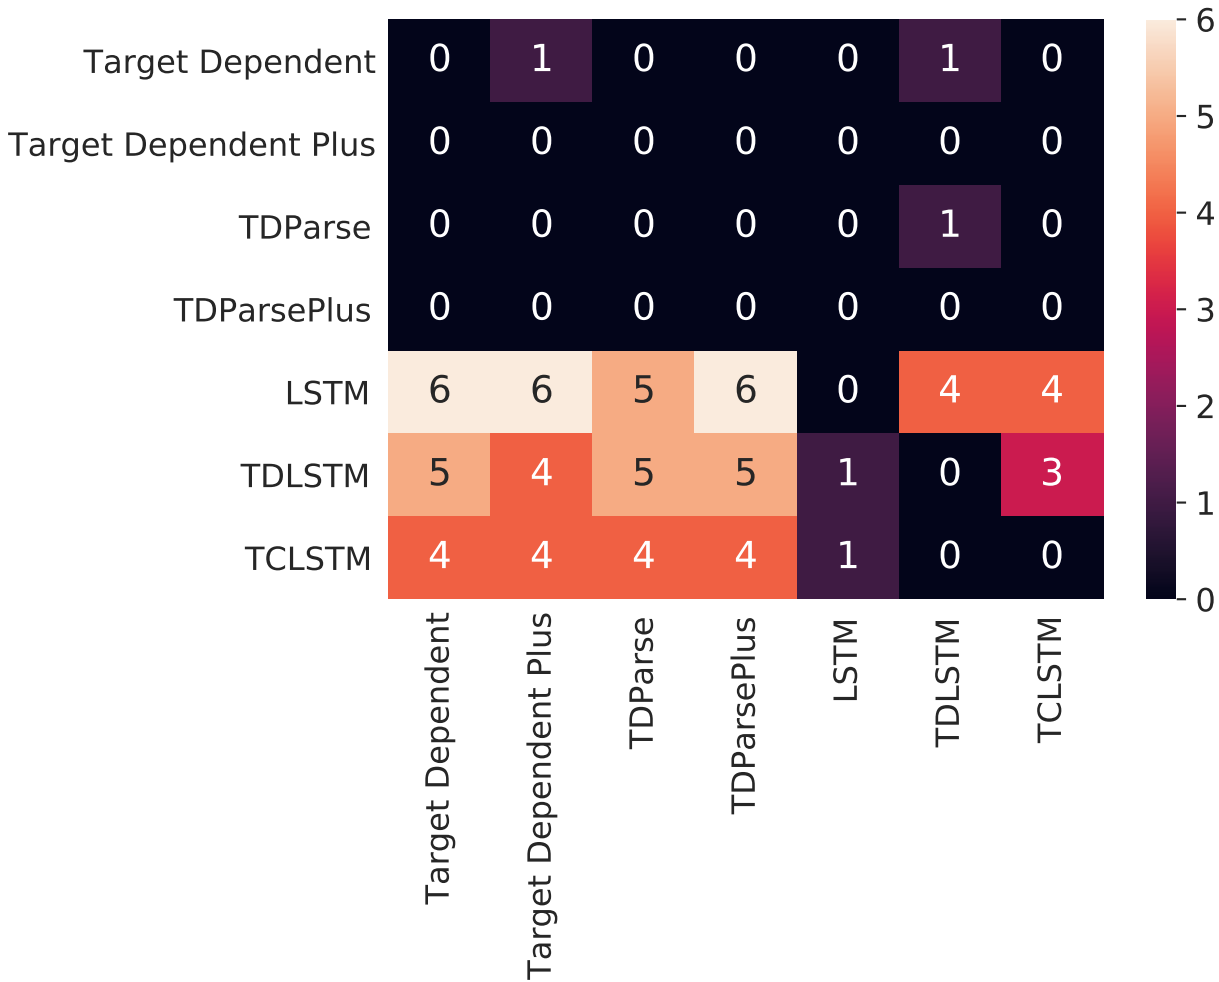 Target Dependent 0 1 0 0 0 1 0
Target Dependent Plus 0 0 0 0 0 0 0
TDParse 0 0 0 0 0 1 0
TDParsePlus 0 0 0 0 0 0 0
LSTM 6 6 5 6 0 4 4
TDLSTM 5 4 5 5 1 0 3
TCLSTM 4 4 4 4 1 0 0
Target Dependent
Target Dependent Plus
TDParse
TDParsePlus
LSTM
TDLSTM
TCLSTM
6
5
4
3
2
1
0